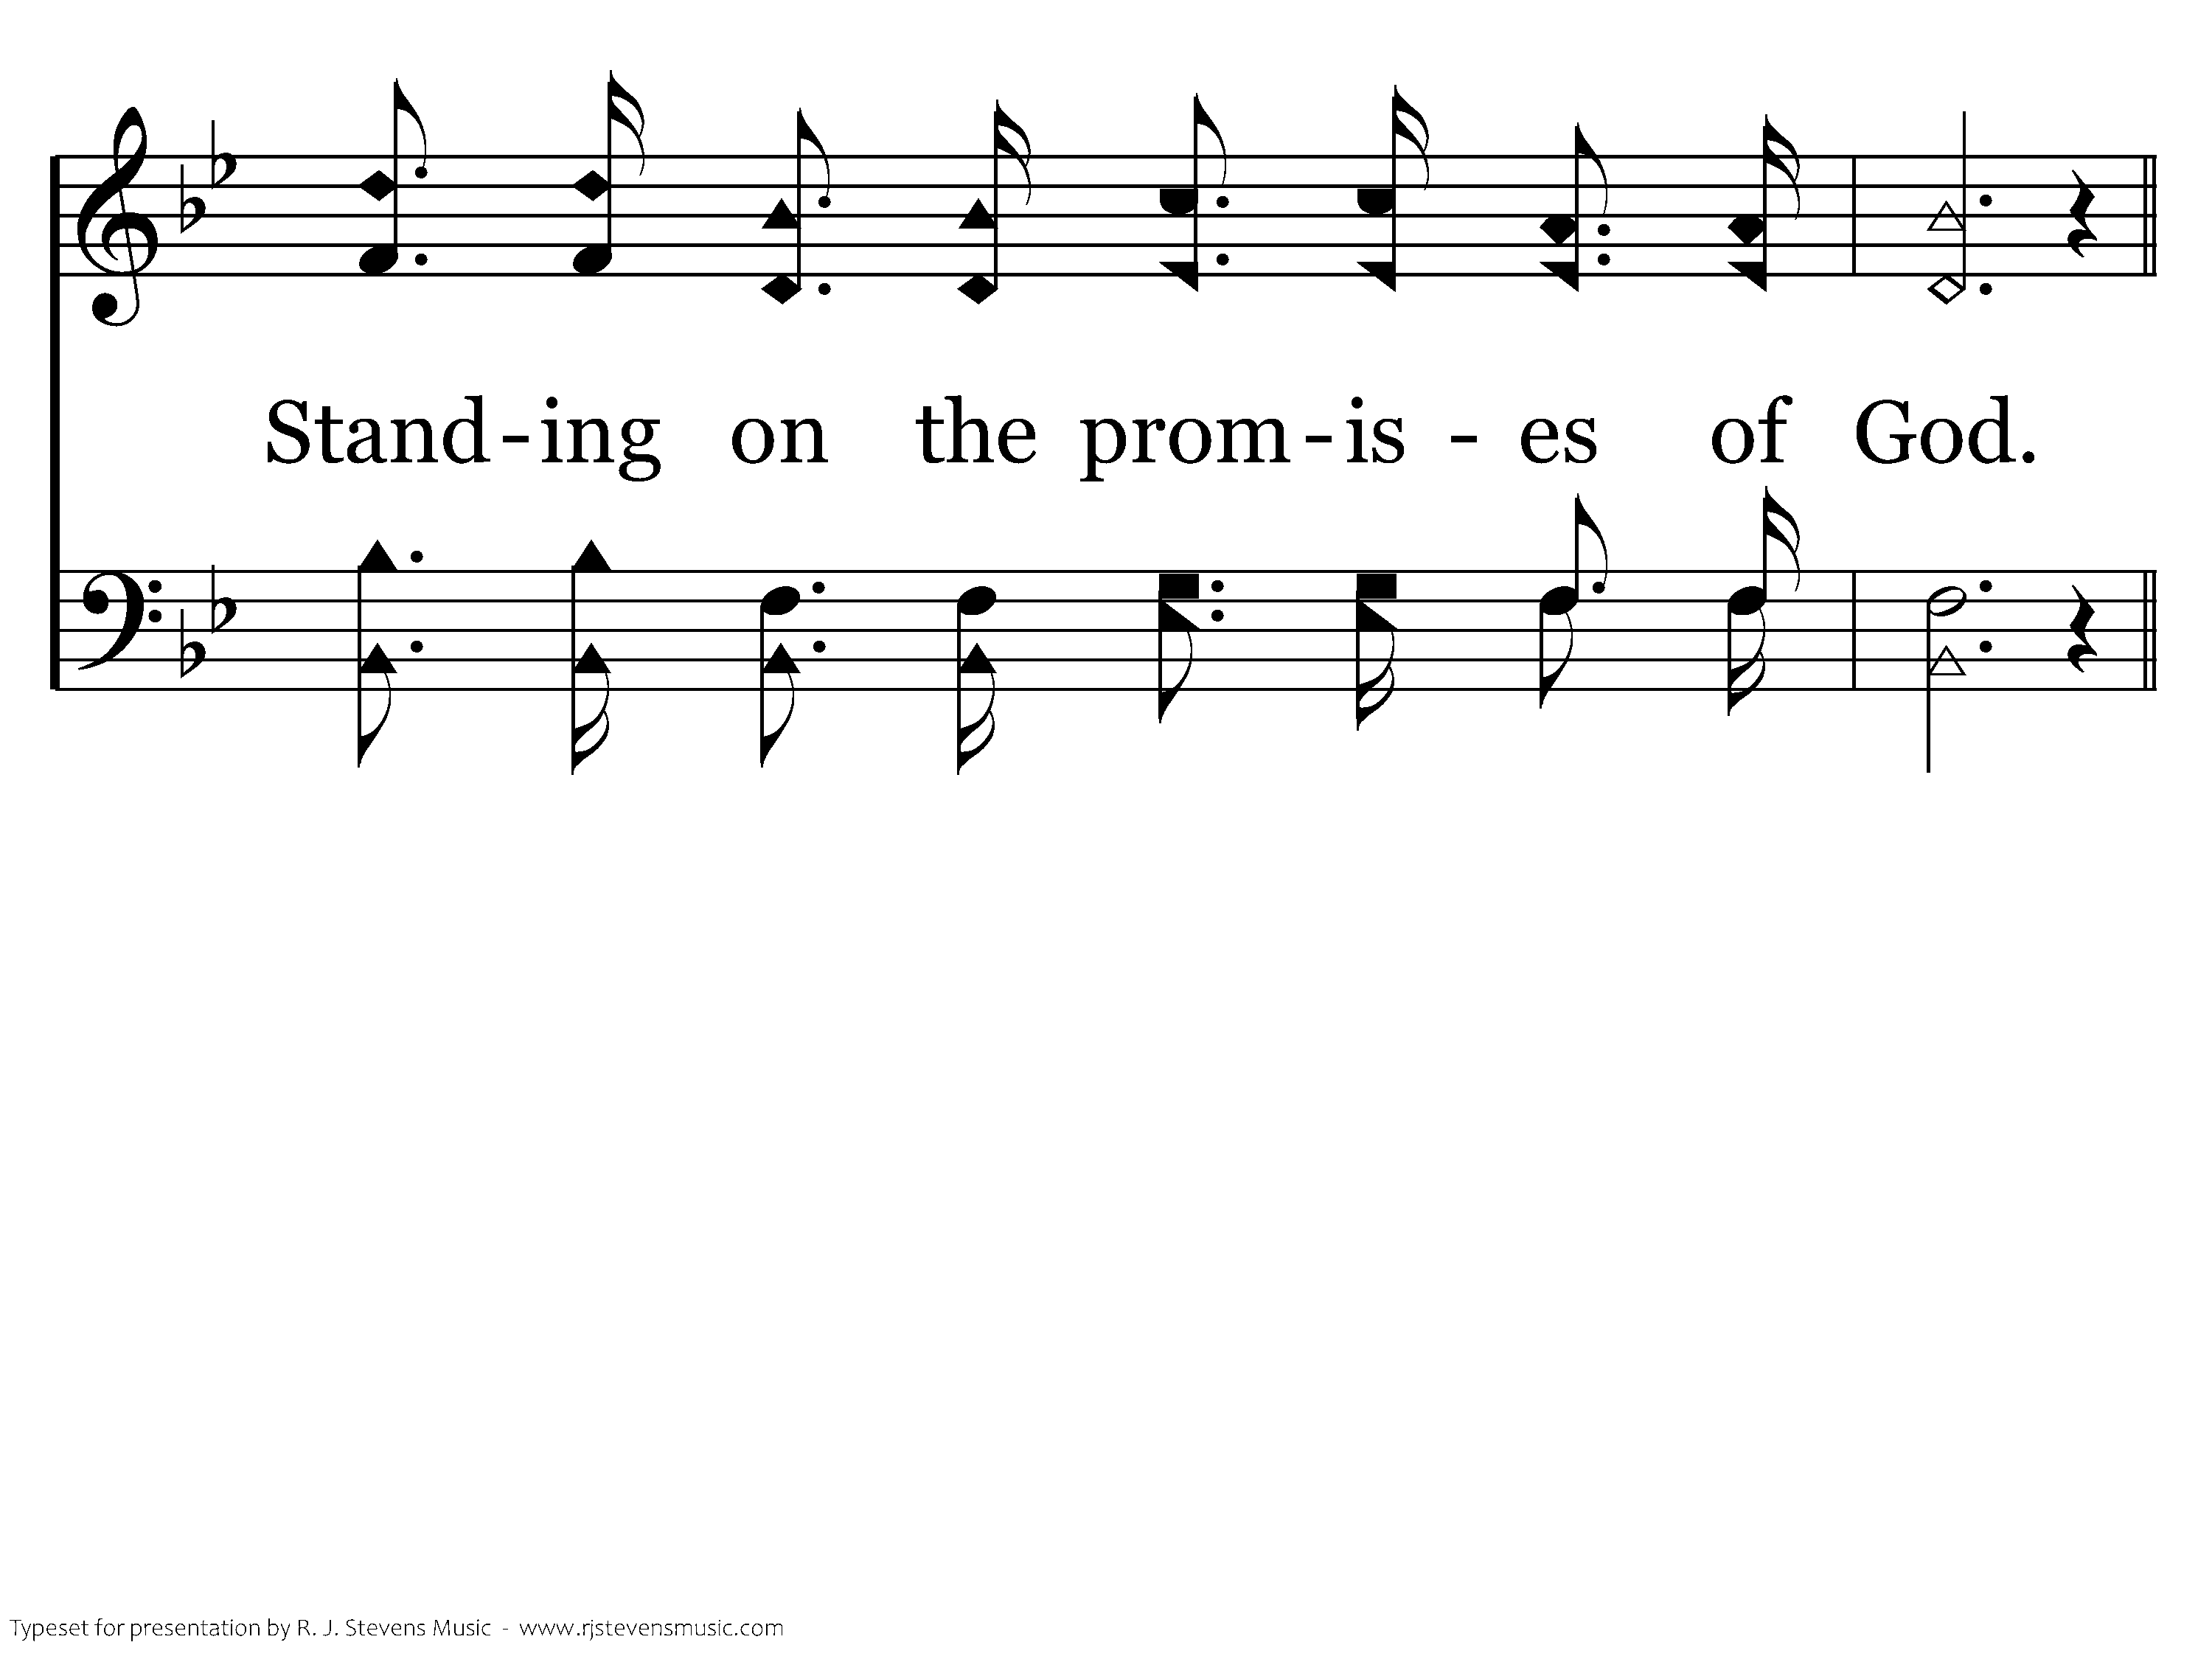 Stand-ing on the prom-is - es of God.
Typeset for presentation by R. J. Stevens Music - www.rjstevensmusic.com